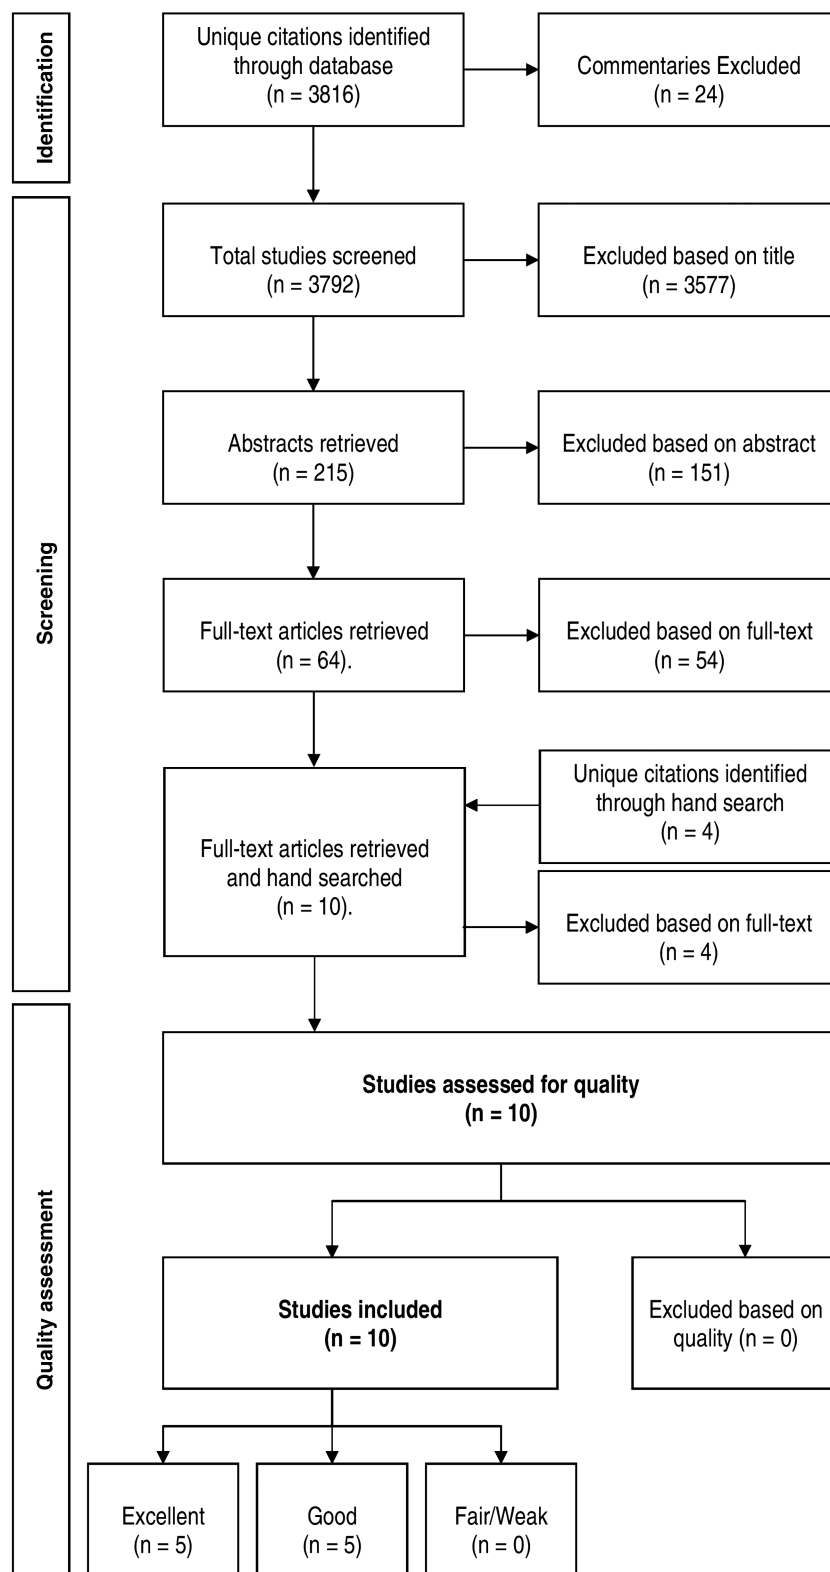 Identification
Unique citations identified
through database
(n = 3816)
Commentaries Excluded
(n = 24)
Screening
Total studies screened
(n = 3792)
Excluded based on title
(n = 3577)
Abstracts retrieved
(n = 215)
Excluded based on abstract
(n = 151)
Full-text articles retrieved
(n = 64).
Excluded based on full-text
(n = 54)
Unique citations identified
through hand search
(n = 4)
Full-text articles retrieved
and hand searched
(n = 10).
Excluded based on full-text
(n = 4)
Quality assessment
Studies assessed for quality
(n = 10)
Studies included
(n = 10)
Excluded based on
quality (n = 0)
Excellent
(n = 5)
Good
(n = 5)
Fair/Weak
(n = 0)